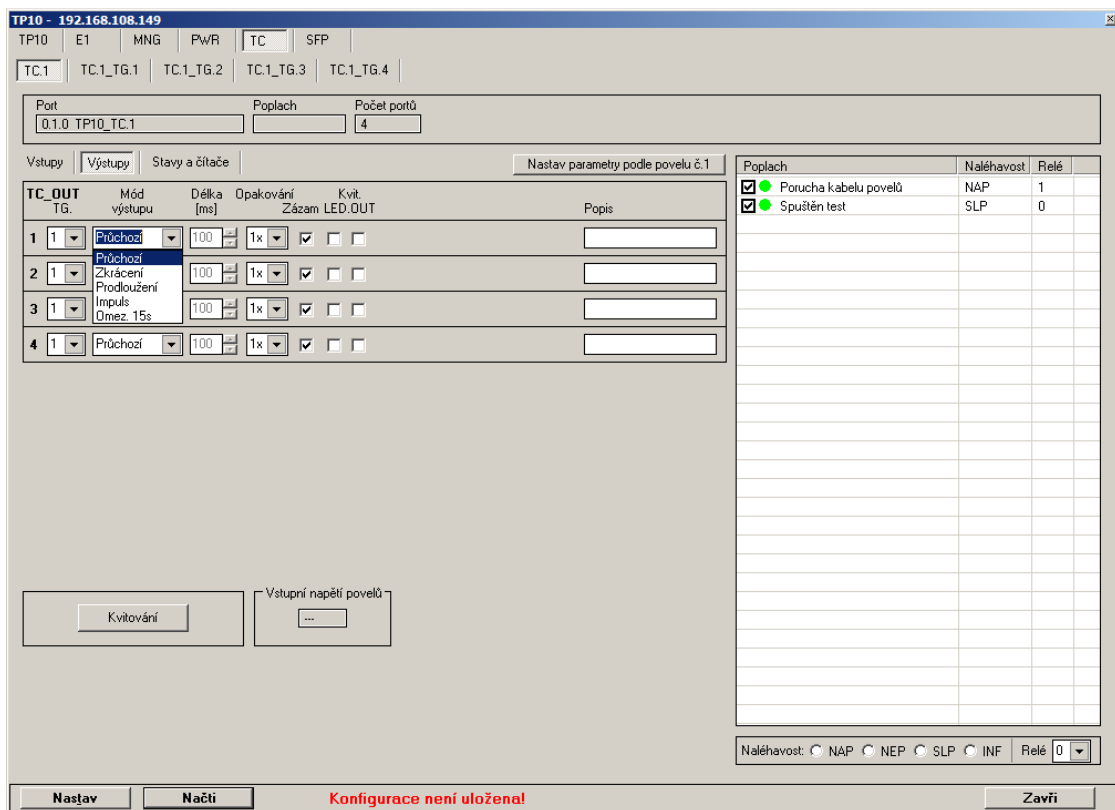 TP10 - 192.168.108.149
TP10 E1 MNG PWR TC SFP
TC.1 TC.1_TG.1 TC.1_TG.2 TC.1_TG.3 TC.1_TG.4
Port Poplach Počet portů
0.1.0 TP10_TC.1 4
Vstupy Výstupy Stavy a čítače Nastav parametry podle povelu č.1
TC_OUT Mód Délka Opakování Kvit.
TG. výstupu [ms] Zázam LED.OUT Popis
1 1 Průchozí 100 1x
Průchozí
Zkrácení
Prodloužení
Impuls
Omez. 15s
2 1 100 1x
3 1 100 1x
4 1 Průchozí 100 1x
Kvitování
Vstupní napětí povelů
---
Poplach Naléhavost Relé
Porucha kabelu povelů NAP 1
Spuštěn test SLP 0
Naléhavost: NAP NEP SLP INF Relé 0
Nastav Načti Konfigurace není uložena! Zavři